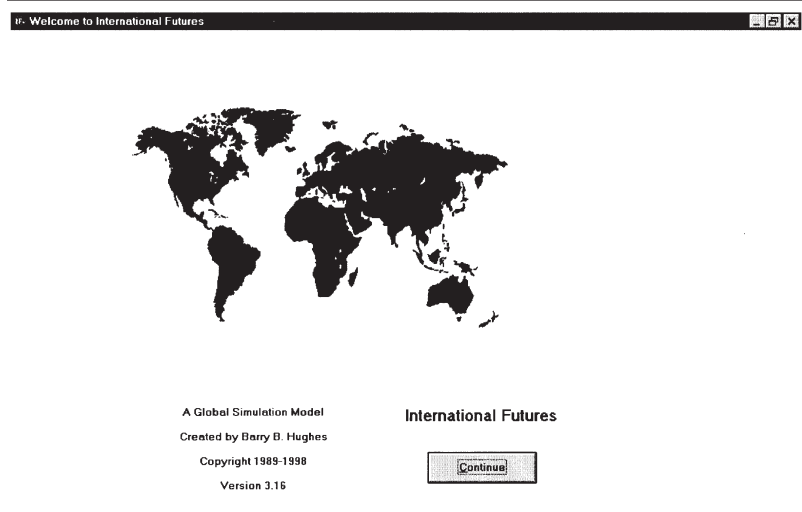 IFs Welcome to International Futures
A Global Simulation Model
Created by Barry B. Hughes
Copyright 1989-1998
Version 3.16
International Futures
Continue